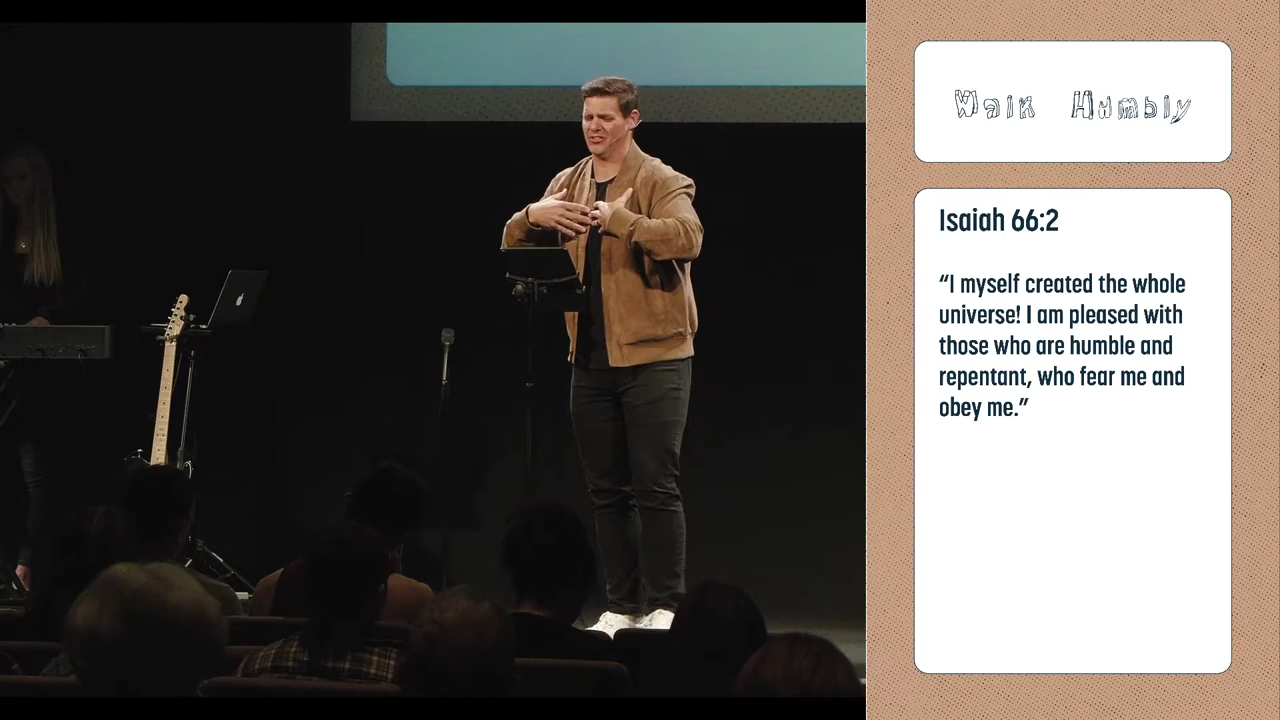 Walk Humbly
Isaiah 66:2
“I myself created the whole
universe! I am pleased with
those who are humble and
repentant, who fear me and
obey me.”